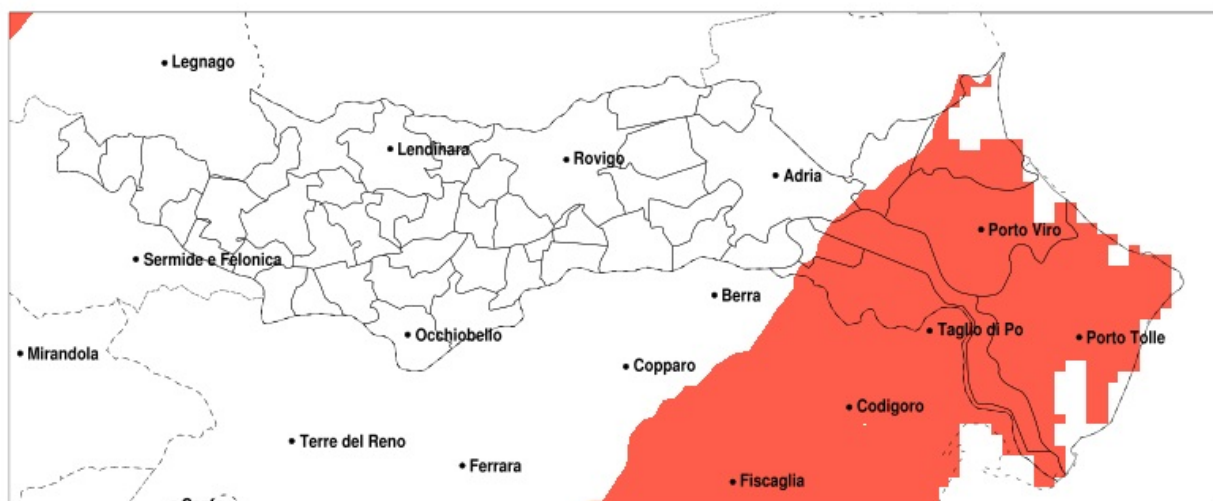 Legnago
Lendinara
Rovigo
Adria
Porto Viro
Sermide e Felonica
Berra
Taglio di Po
Occhiobello
Porto Tolle
Mirandola
Copparo
Codigoro
Terre del Reno
Ferrara
Fiscaglia